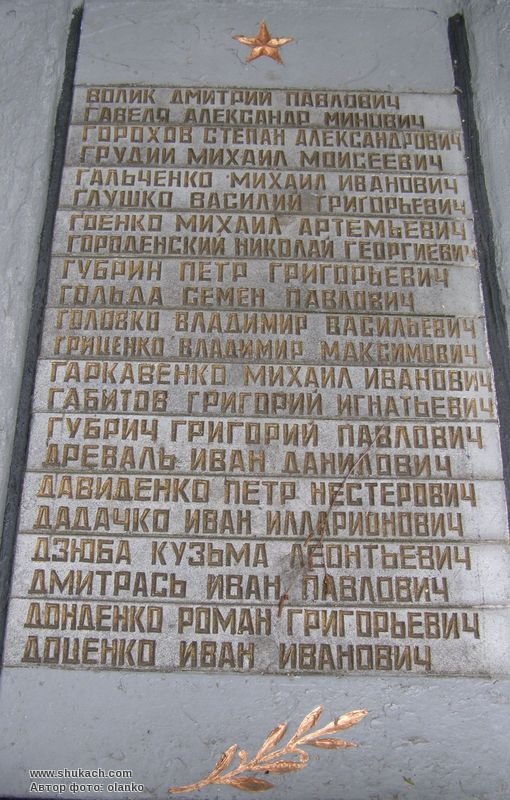 ВОЛИК ДМИТРИЙ ПАВЛОВИЧ
ГАВЕЛЯ АЛЕКСАНДР МИНОВИЧ
ГОРОХОВ СТЕПАН АЛЕКСАНДРОВИЧ
ГРУДИЙ МИХАИЛ МОИСЕЕВИЧ
ГАЛЬЧЕНКО МИХАИЛ ИВАНОВИЧ
ГЛУШКО ВАСИЛИЙ ГРИГОРЬЕВИЧ
ГОЕНКО МИХАИЛ АРТЕМЬЕВИЧ
ГОРОДЕНСКИЙ НИКОЛАЙ ГЕОРГИЕВИЧ
ГУБРИН ПЕТР ГРИГОРЬЕВИЧ
ГОЛЬДА СЕМЕН ПАВЛОВИЧ
ГОЛОВКО ВЛАДИМИР ВАСИЛЬЕВИЧ
ГРИЦЕНКО ВЛАДИМИР МАКСИМОВИЧ
ГАРКАВЕНКО МИХАИЛ ИВАНОВИЧ
ГАБИТОВ ГРИГОРИЙ ИГНАТЬЕВИЧ
ГУБРИЧ ГРИГОРИЙ ПАВЛОВИЧ
ДРЕВАЛЬ ИВАН ДАНИЛОВИЧ
ДАВИДЕНКО ПЕТР НЕСТЕРОВИЧ
ДАДАЧКО ИВАН ИЛЛАРИОНОВИЧ
ДЗЮБА КУЗЬМА ЛЕОНТЬЕВИЧ
ДМИТРАСЬ ИВАН ПАВЛОВИЧ
ДОНДЕНКО РОМАН ГРИГОРЬЕВИЧ
ДОЦЕНКО ИВАН ИВАНОВИЧ
www.shukach.com
Автор фото: olanko